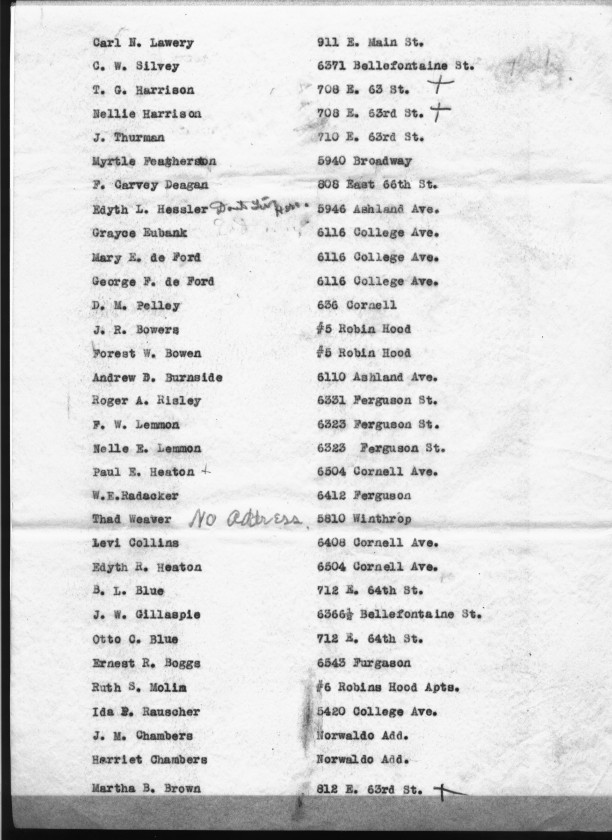 Carl N. Lawery 911 E. Main St.
C. W. Silvey 6371 Bellefontaine St.
T. G. Harrison 708 E. 63 St. +
Nellie Harrison 708 E. 63rd St. +
J. Thurman 710 E. 63rd St.
Myrtle Feagherson 5940 Broadway
F. Garvey Deagan 808 East 66th St.
Edyth L. Hessler 5946 Ashland Ave.
Grayce Eubank 6116 College Ave.
Mary E. de Ford 6116 College Ave.
George F. de Ford 6116 College Ave.
D. M. Pelley 636 Cornell
J. R. Bowers #5 Robin Hood
Forest W. Bowen #5 Robin Hood
Andrew D. Burnside 6110 Ashland Ave.
Roger A. Risley 6331 Ferguson St.
F. W. Lemmon 6323 Ferguson St.
Nelle E. Lemmon 6323 Ferguson St.
Paul E. Heaton + 6504 Cornell Ave.
W.E.Radacker 6412 Ferguson
Thad Weaver No Address. 5810 Winthrop
Levi Collins 6408 Cornell Ave.
Edyth R. Heaton 6504 Cornell Ave.
B. L. Blue 712 E. 64th St.
J. W. Gillaspie 6366½ Bellefontaine St.
Otto C. Blue 712 E. 64th St.
Ernest R. Boggs 6543 Furgason
Ruth S. Molin #6 Robins Hood Apts.
Ida P. Rauscher 5420 College Ave.
J. M. Chambers Norwaldo Add.
Harriet Chambers Norwaldo Add.
Martha B. Brown 812 E. 63rd St. +